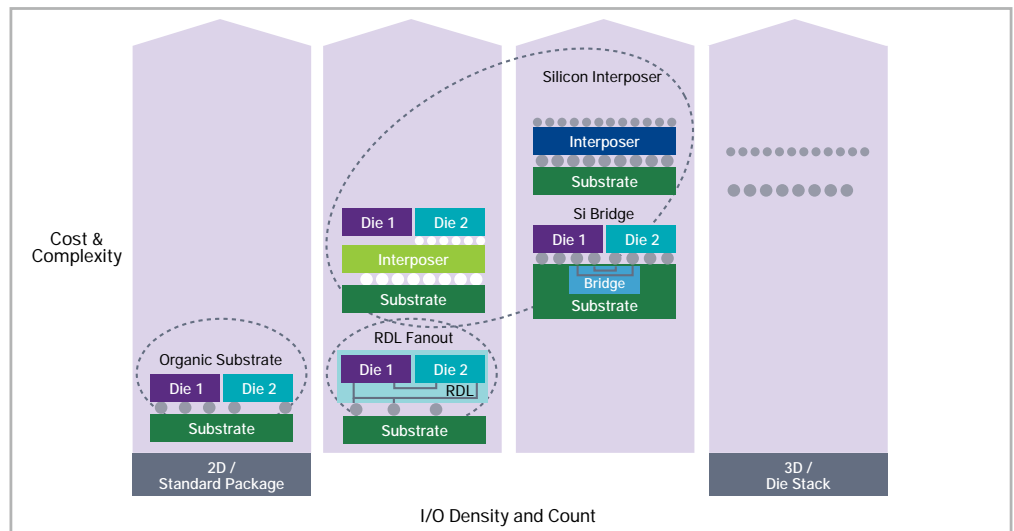 Cost &
Complexity
Organic Substrate
Die 1
Die 2
Substrate
2D /
Standard Package
Die 1
Die 2
Interposer
Substrate
RDL Fanout
Die 1
Die 2
RDL
Substrate
Silicon Interposer
Interposer
Substrate
Si Bridge
Die 1
Die 2
Bridge
Substrate
3D /
Die Stack
I/O Density and Count